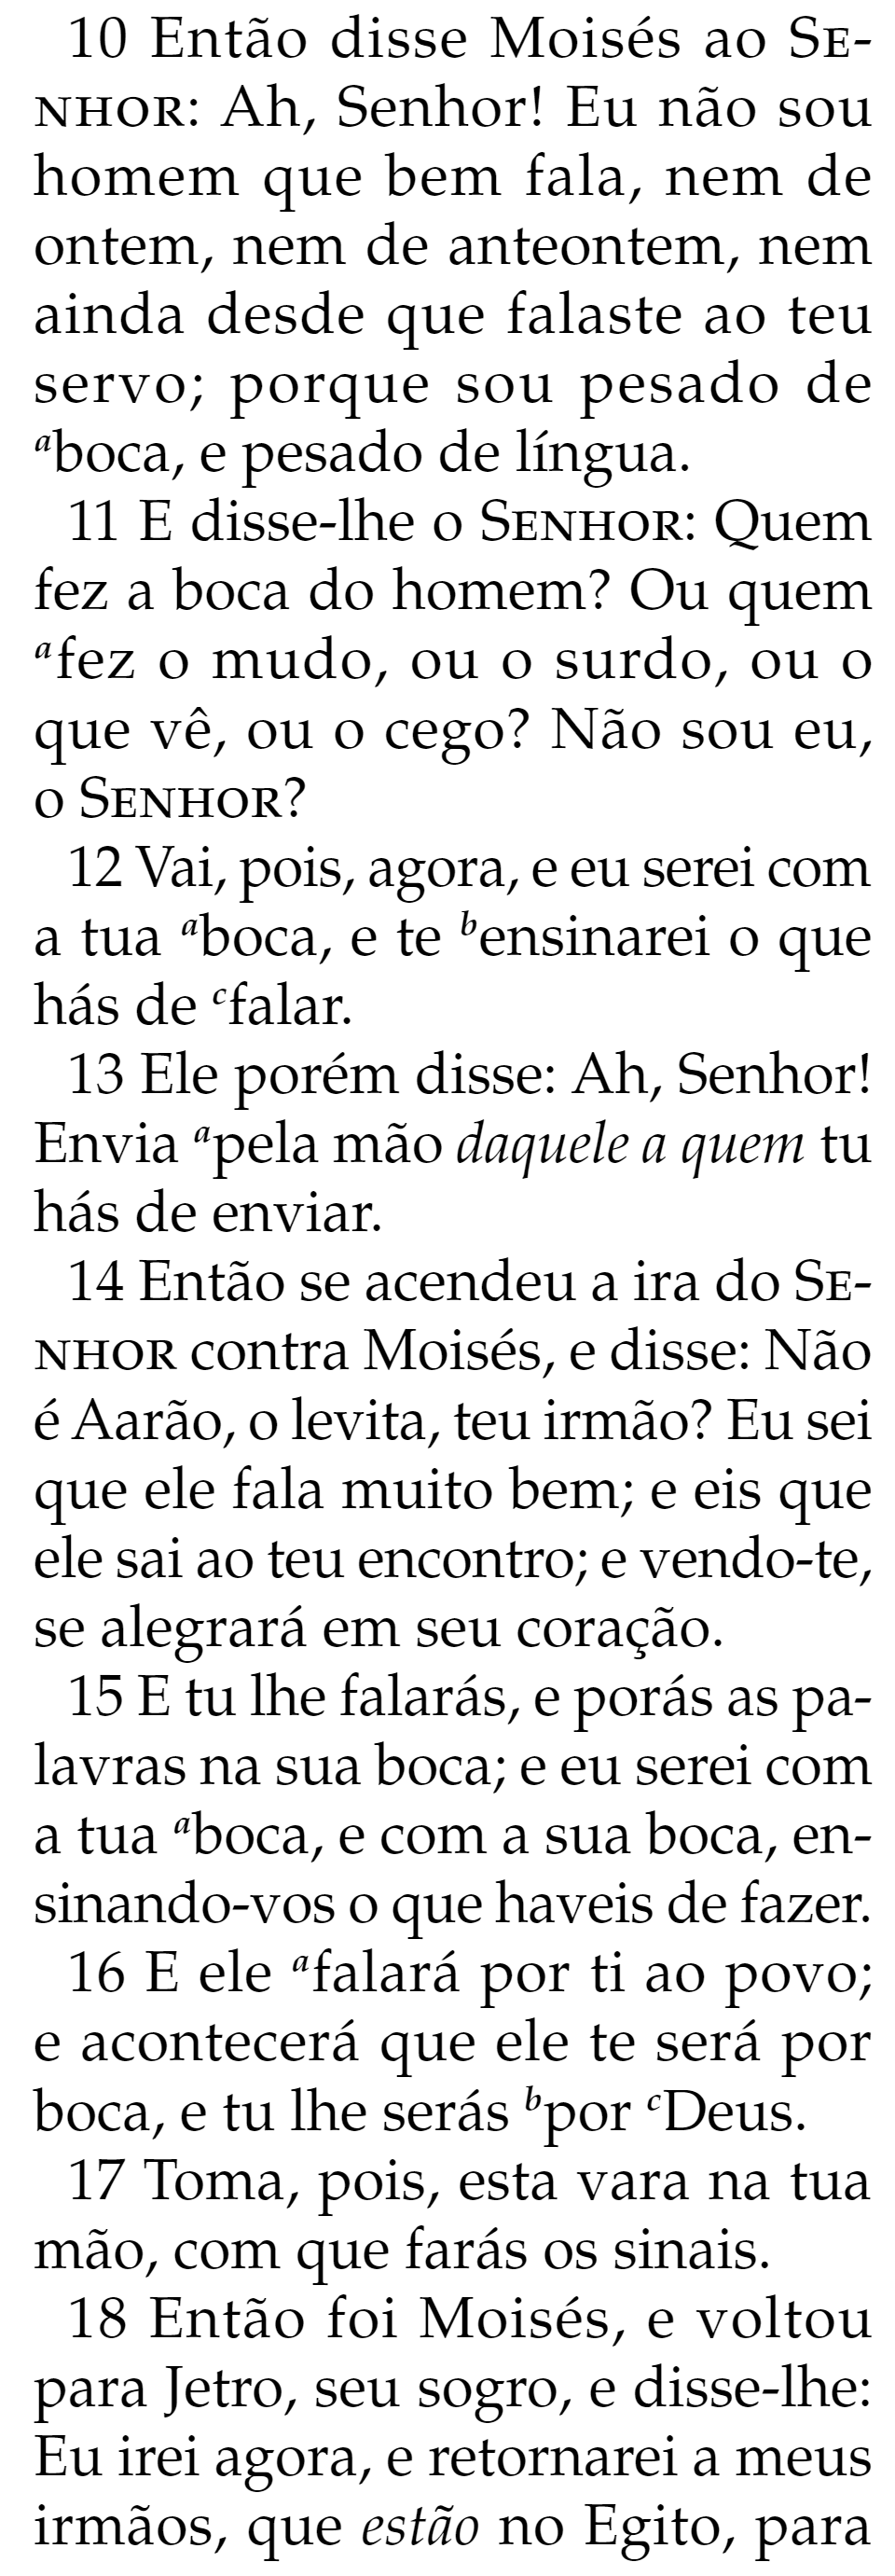 10 Então disse Moisés ao SE-
NHOR: Ah, Senhor! Eu não sou
homem que bem fala, nem de
ontem, nem de anteontem, nem
ainda desde que falaste ao teu
servo; porque sou pesado de
aboca, e pesado de língua.
11 E disse-lhe o SENHOR: Quem
fez a boca do homem? Ou quem
afez o mudo, ou o surdo, ou o
que vê, ou o cego? Não sou eu,
o SENHOR?
12 Vai, pois, agora, e eu serei com
a tua aboca, e te bensinarei o que
hás de cfalar.
13 Ele porém disse: Ah, Senhor!
Envia apela mão daquele a quem tu
hás de enviar.
14 Então se acendeu a ira do SE-
NHOR contra Moisés, e disse: Não
é Aarão, o levita, teu irmão? Eu sei
que ele fala muito bem; e eis que
ele sai ao teu encontro; e vendo-te,
se alegrará em seu coração.
15 E tu lhe falarás, e porás as pa-
lavras na sua boca; e eu serei com
a tua aboca, e com a sua boca, en-
sinando-vos o que haveis de fazer.
16 E ele afalará por ti ao povo;
e acontecerá que ele te será por
boca, e tu lhe serás bpor cDeus.
17 Toma, pois, esta vara na tua
mão, com que farás os sinais.
18 Então foi Moisés, e voltou
para Jetro, seu sogro, e disse-lhe:
Eu irei agora, e retornarei a meus
irmãos, que estão no Egito, para